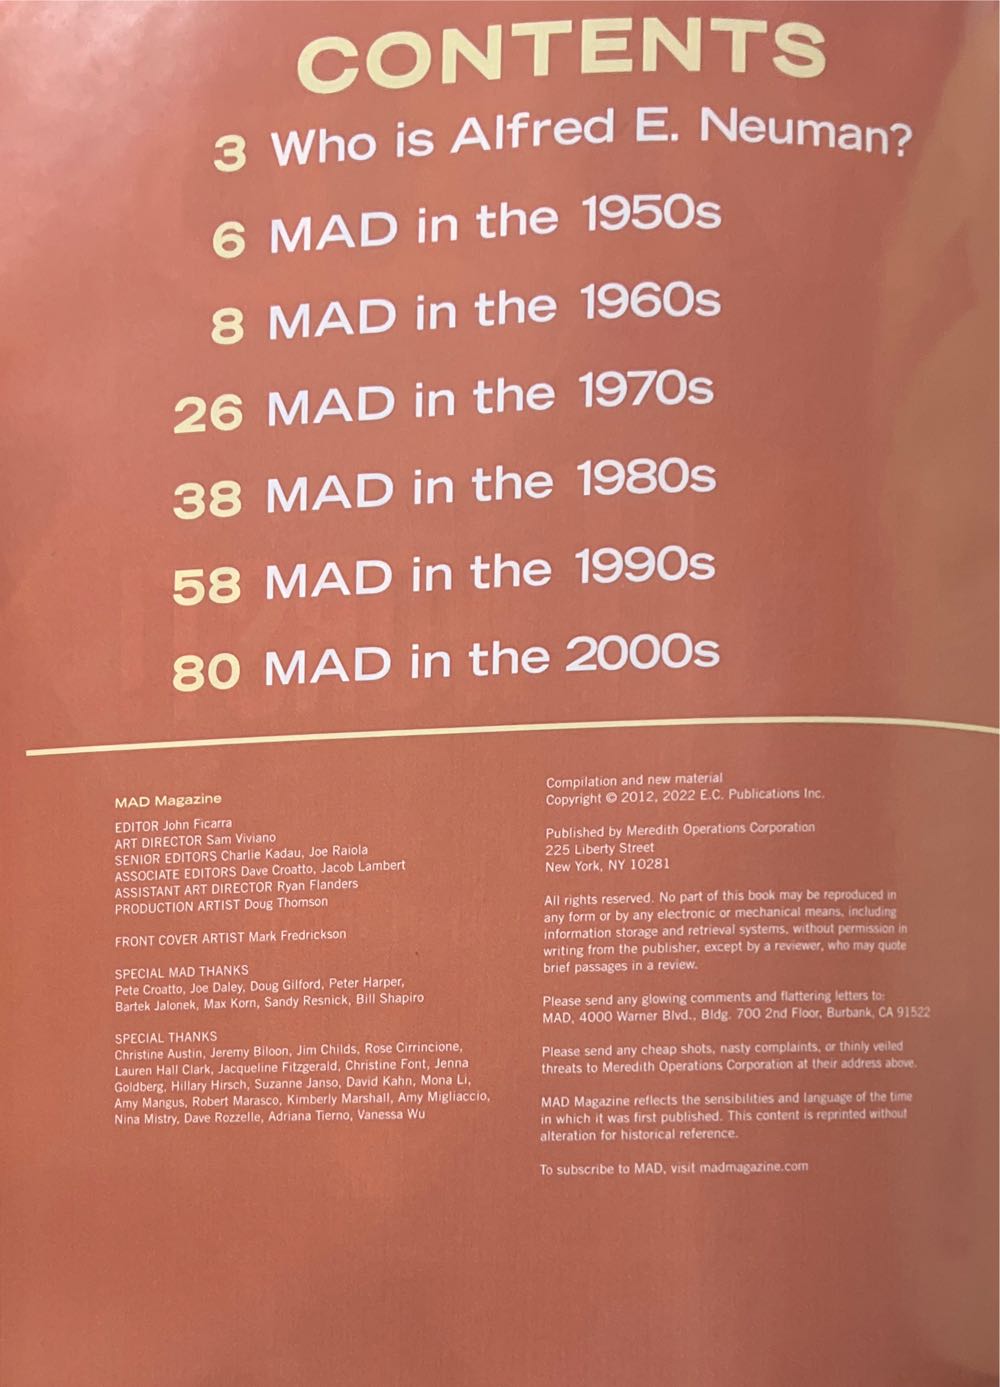 CONTENTS
3 Who is Alfred E. Neuman?
6 MAD in the 1950s
8 MAD in the 1960s
26 MAD in the 1970s
38 MAD in the 1980s
58 MAD in the 1990s
80 MAD in the 2000s
MAD Magazine
EDITOR John Ficarra
ART DIRECTOR Sam Viviano
SENIOR EDITORS Charlie Kadau, Joe Raiola
ASSOCIATE EDITORS Dave Croatto, Jacob Lambert
ASSISTANT ART DIRECTOR Ryan Flanders
PRODUCTION ARTIST Doug Thomson
FRONT COVER ARTIST Mark Fredrickson
SPECIAL MAD THANKS
Pete Croatto, Joe Daley, Doug Gilford, Peter Harper,
Bartek Jalonek, Max Korn, Sandy Resnick, Bill Shapiro
SPECIAL THANKS
Christine Austin, Jeremy Biloon, Jim Childs, Rose Cirrincione,
Lauren Hall Clark, Jacqueline Fitzgerald, Christine Font, Jenna
Goldberg, Hillary Hirsch, Suzanne Janso, David Kahn, Mona Li,
Amy Mangus, Robert Marasco, Kimberly Marshall, Amy Migliaccio,
Nina Mistry, Dave Rozzelle, Adriana Tierno, Vanessa Wu
Compilation and new material
Copyright © 2012, 2022 E.C. Publications Inc.
Published by Meredith Operations Corporation
225 Liberty Street
New York, NY 10281
All rights reserved. No part of this book may be reproduced in
any form or by any electronic or mechanical means, including
information storage and retrieval systems, without permission in
writing from the publisher, except by a reviewer, who may quote
brief passages in a review.
Please send any glowing comments and flattering letters to:
MAD, 4000 Warner Blvd., Bldg. 700 2nd Floor, Burbank, CA 91522
Please send any cheap shots, nasty complaints, or thinly veiled
threats to Meredith Operations Corporation at their address above.
MAD Magazine reflects the sensibilities and language of the time
in which it was first published. This content is reprinted without
alteration for historical reference.
To subscribe to MAD, visit madmagazine.com